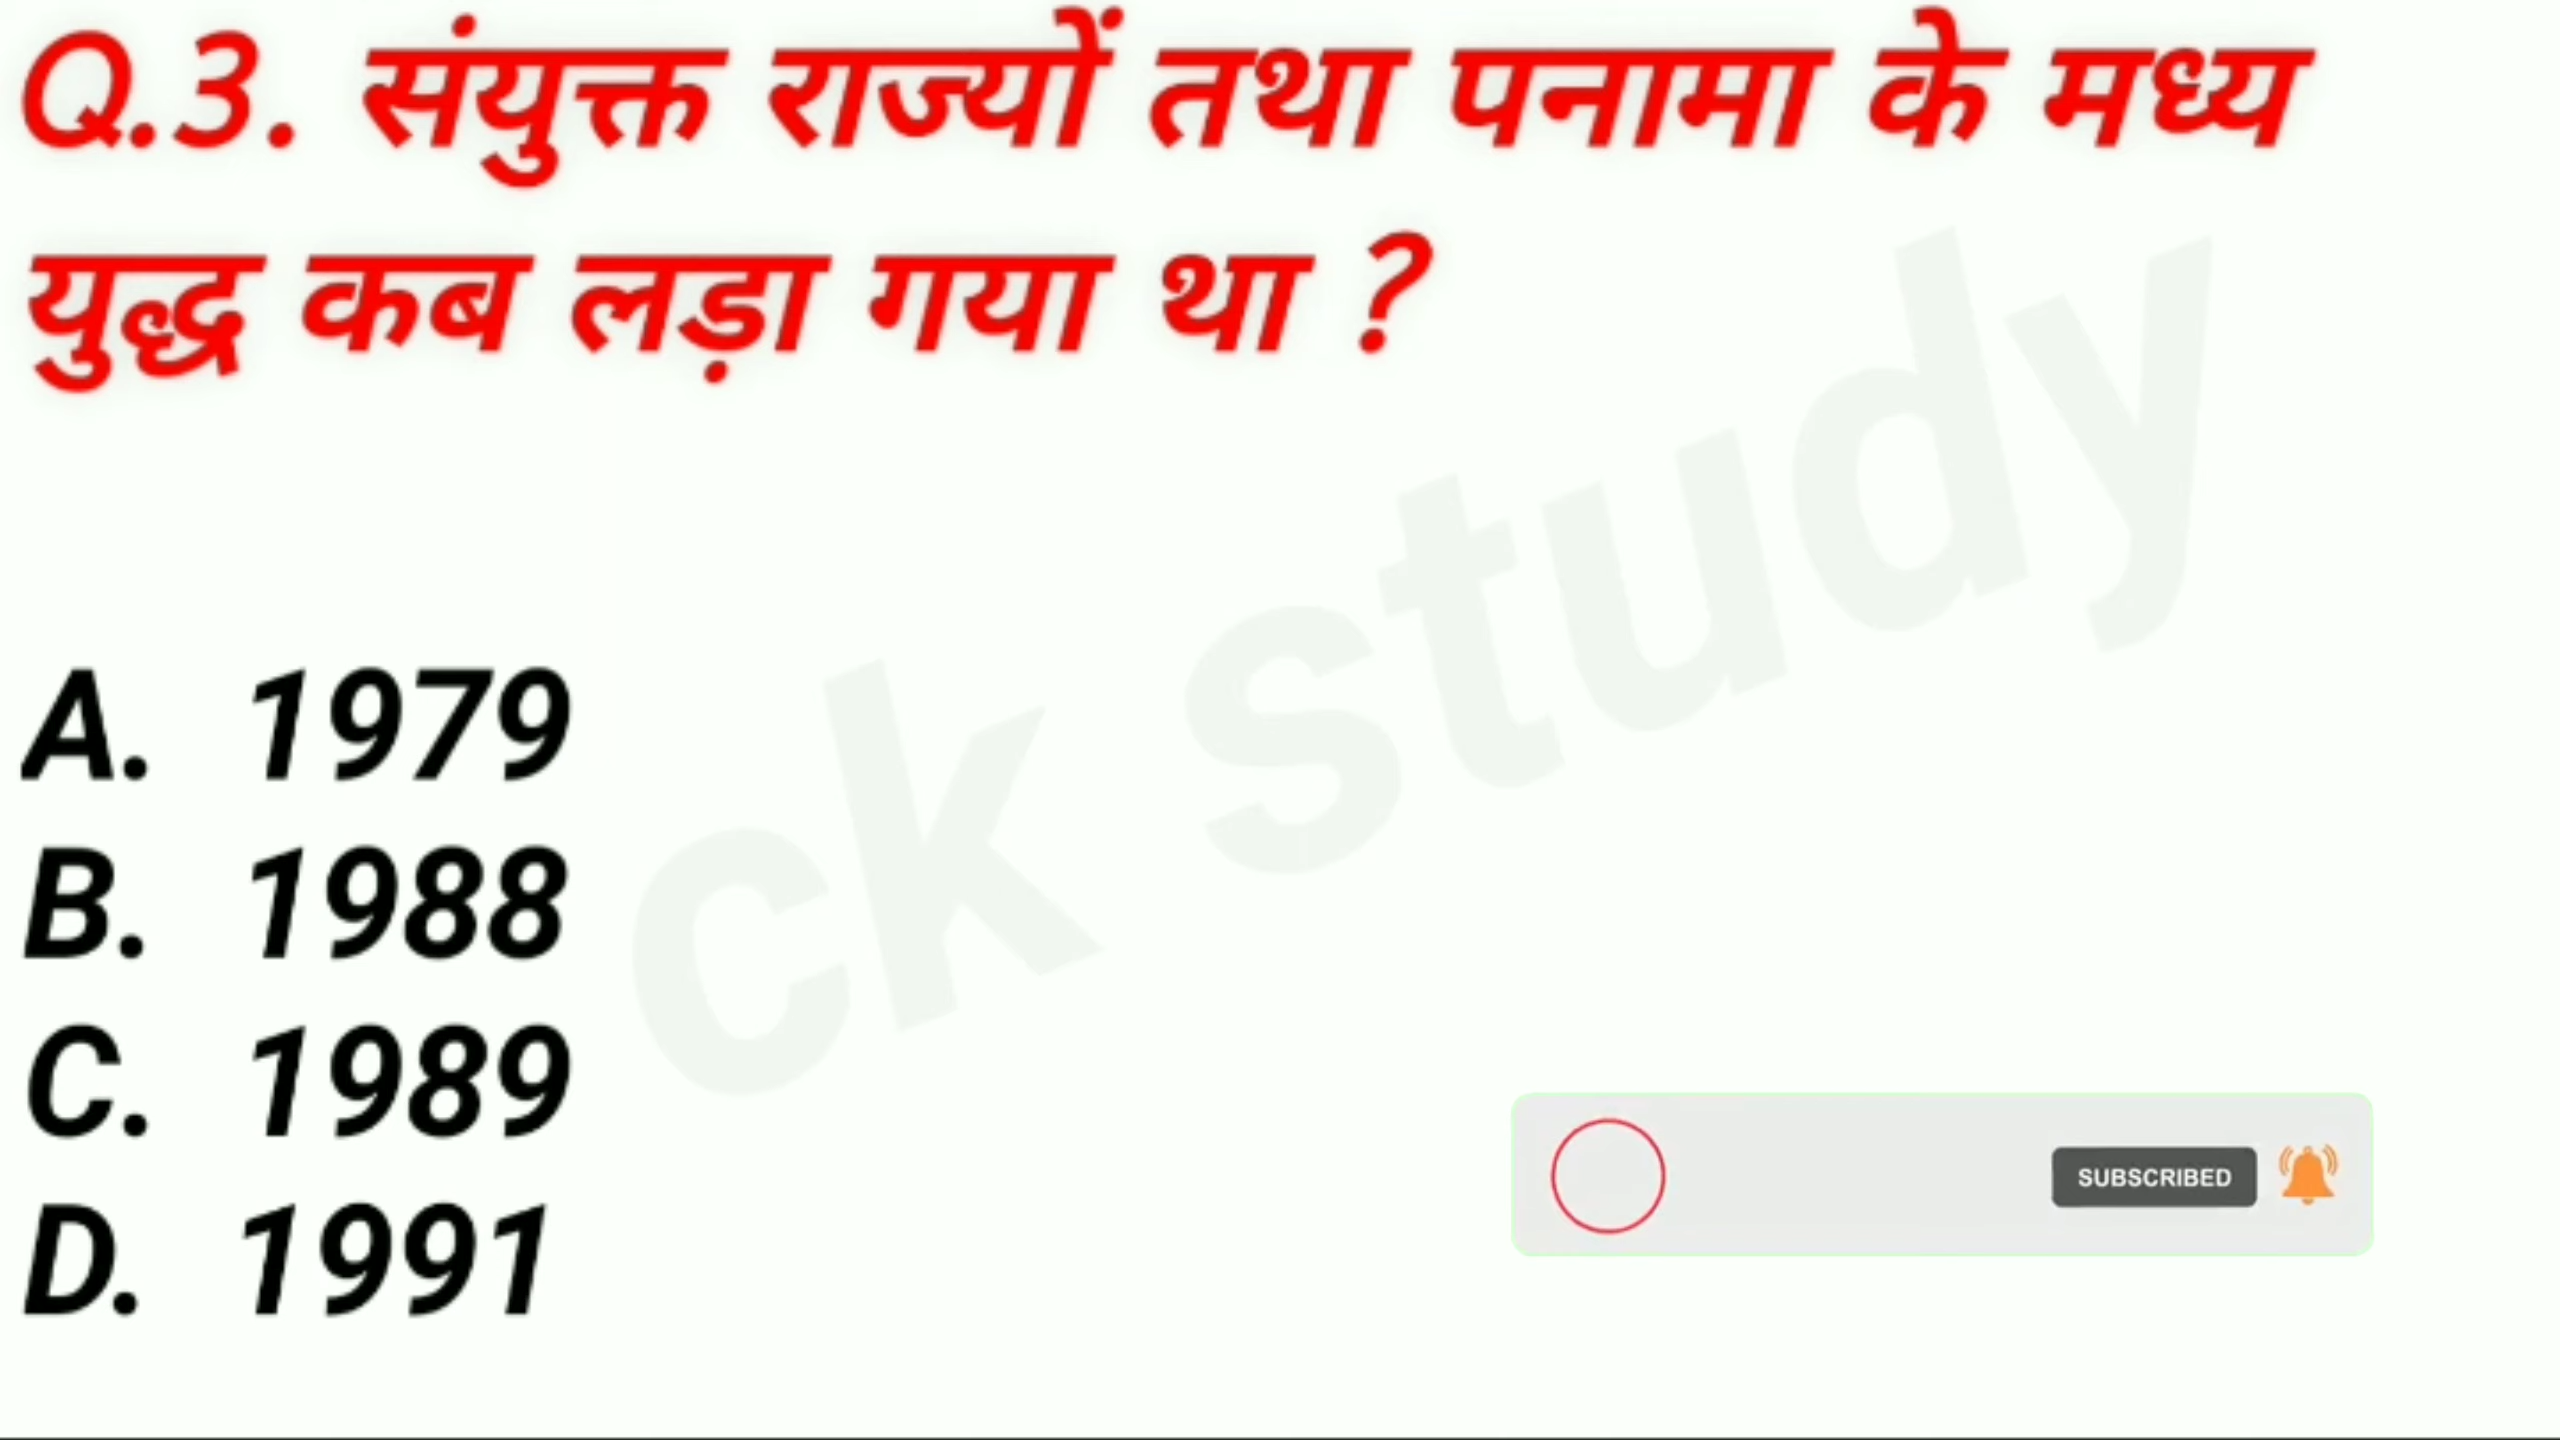 Q.3. संयुक्त राज्यों तथा पनामा के मध्य
युद्ध कब लड़ा गया था ?
ck study
A. 1979
B. 1988
C. 1989
D. 1991
SUBSCRIBED